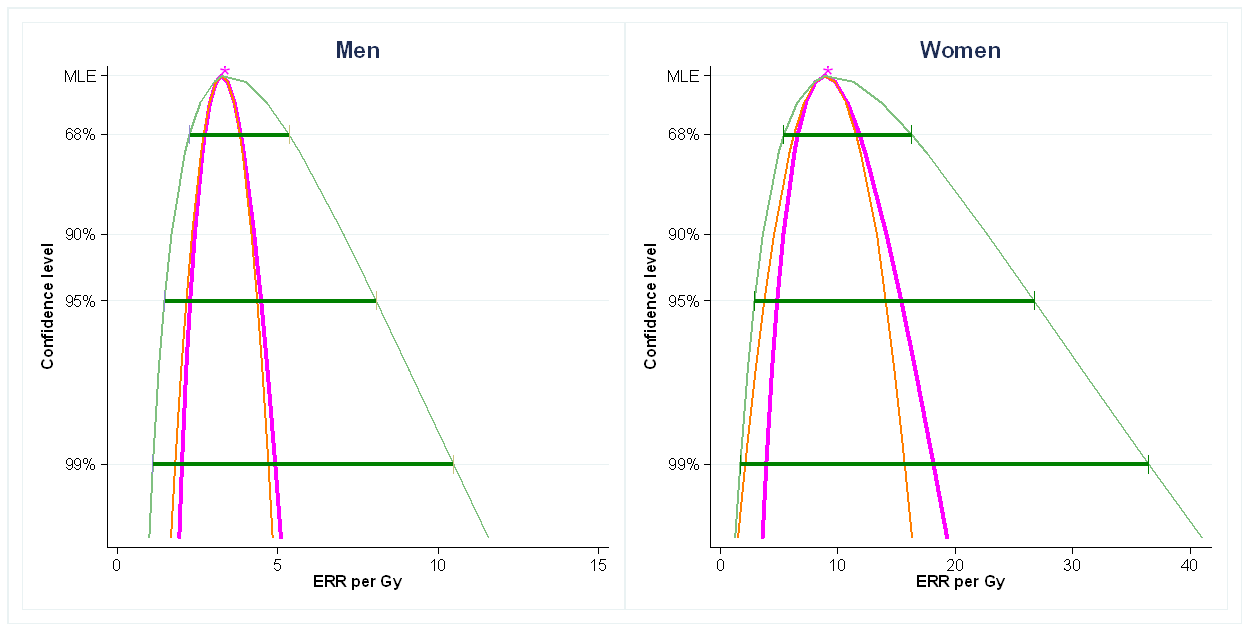 Men
*
MLE
68%
90%
95%
99%
Confidence level
0 5 10 15
ERR per Gy
Women
*
MLE
68%
90%
95%
99%
Confidence level
0 10 20 30 40
ERR per Gy